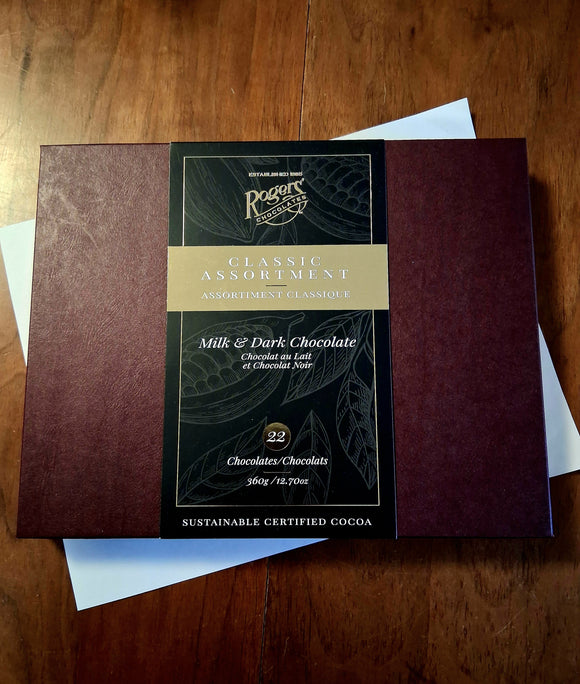 ESTABLISHED 1885
Rogers'
CHOCOLATES
CLASSIC
ASSORTMENT
ASSORTIMENT CLASSIQUE
Milk & Dark Chocolate
Chocolat au Lait
et Chocolat Noir
22
Chocolates/Chocolats
360g/12.70oz
SUSTAINABLE CERTIFIED COCOA